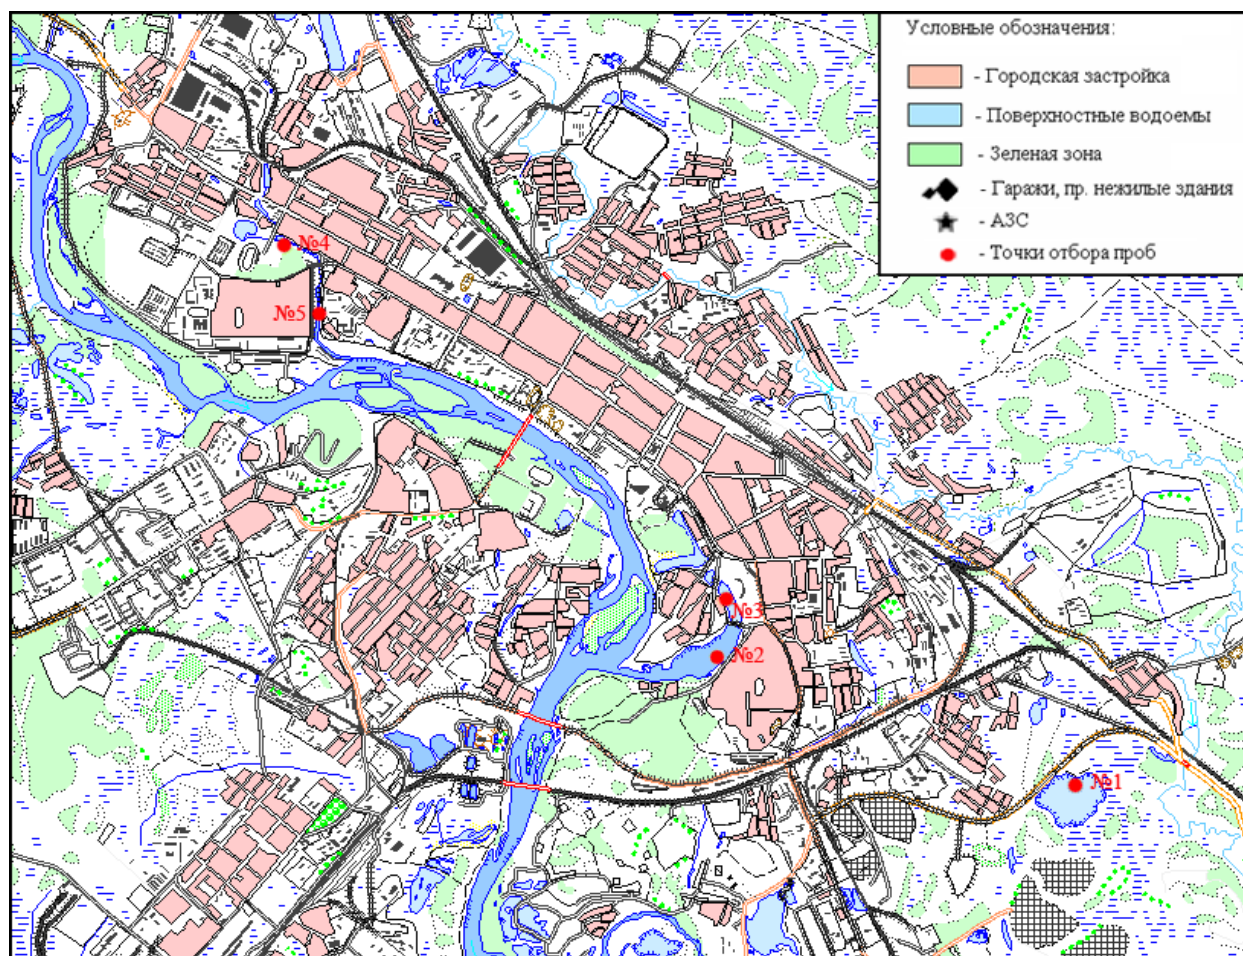 Условные обозначения:
- Городская застройка
- Поверхностные водоемы
- Зеленая зона
- Гаражи, пр. нежилые здания
- АЗС
- Точки отбора проб
№4
№5
№3
№2
№1